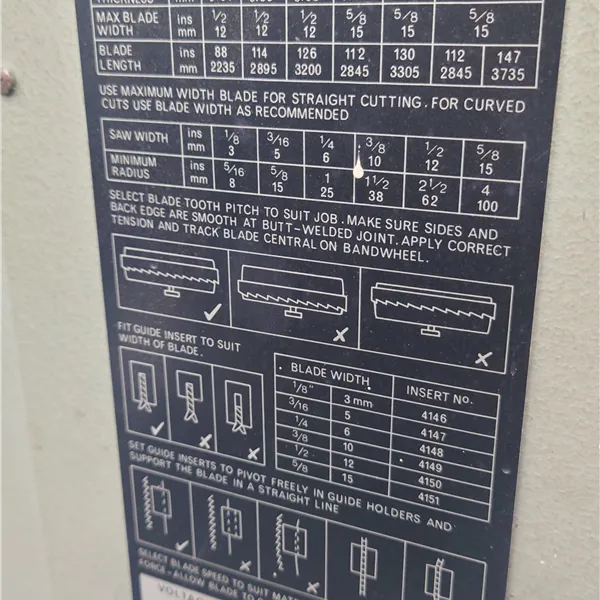 THICKNESS mm
MAX BLADE WIDTH ins 1/2 1/2 1/2 5/8 5/8 5/8
mm 12 12 12 15 15 15
BLADE LENGTH ins 88 114 126 112 130 112 147
mm 2235 2895 3200 2845 3305 2845 3735
USE MAXIMUM WIDTH BLADE FOR STRAIGHT CUTTING. FOR CURVED
CUTS USE BLADE WIDTH AS RECOMMENDED
SAW WIDTH ins 1/8 3/16 1/4 3/8 1/2 5/8
mm 3 5 6 10 12 15
MINIMUM RADIUS ins 5/16 5/8 1 1 1/2 2 1/2 4
mm 8 15 25 38 62 100
SELECT BLADE TOOTH PITCH TO SUIT JOB. MAKE SURE SIDES AND
BACK EDGE ARE SMOOTH AT BUTT-WELDED JOINT. APPLY CORRECT
TENSION AND TRACK BLADE CENTRAL ON BANDWHEEL.
FIT GUIDE INSERT TO SUIT
WIDTH OF BLADE.
BLADE WIDTH INSERT No.
1/8" 3mm 4146
3/16 5 4147
1/4 6 4148
3/8 10 4149
1/2 12 4150
5/8 15 4151
SET GUIDE INSERTS TO PIVOT FREELY IN GUIDE HOLDERS AND
SUPPORT THE BLADE IN A STRAIGHT LINE
SELECT BLADE SPEED TO SUIT MATE
FORCE - ALLOW BLADE TO
VOLTA